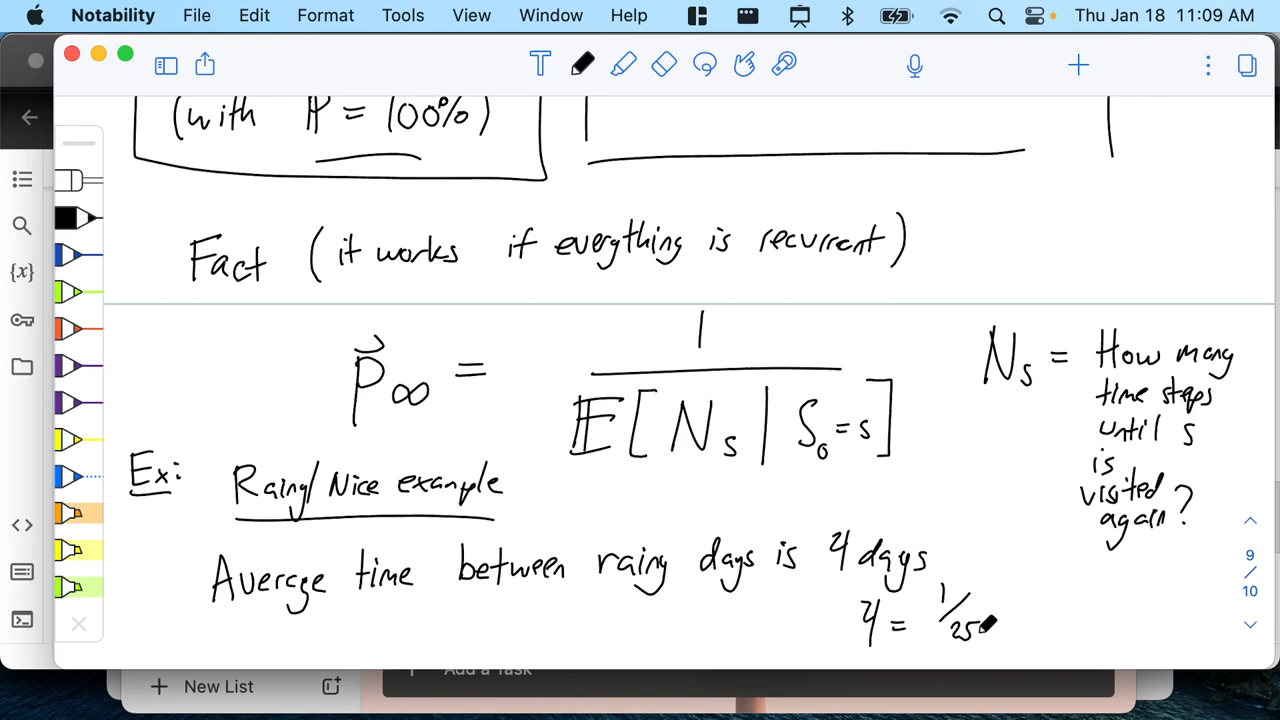 Notability File Edit Format Tools View Window Help Thu Jan 18 11:09 AM
(with ℙ = 100%)
Fact (it works if everything is recurrent)
p⃗∞ = 1 / 𝔼[Ns | S₀=s]
Ns = How many
time steps
until s
is
visited
again?
Ex: Rainy/Nice example
Average time between rainy days is 4 days
4 = 1/25
9
/
10
New List